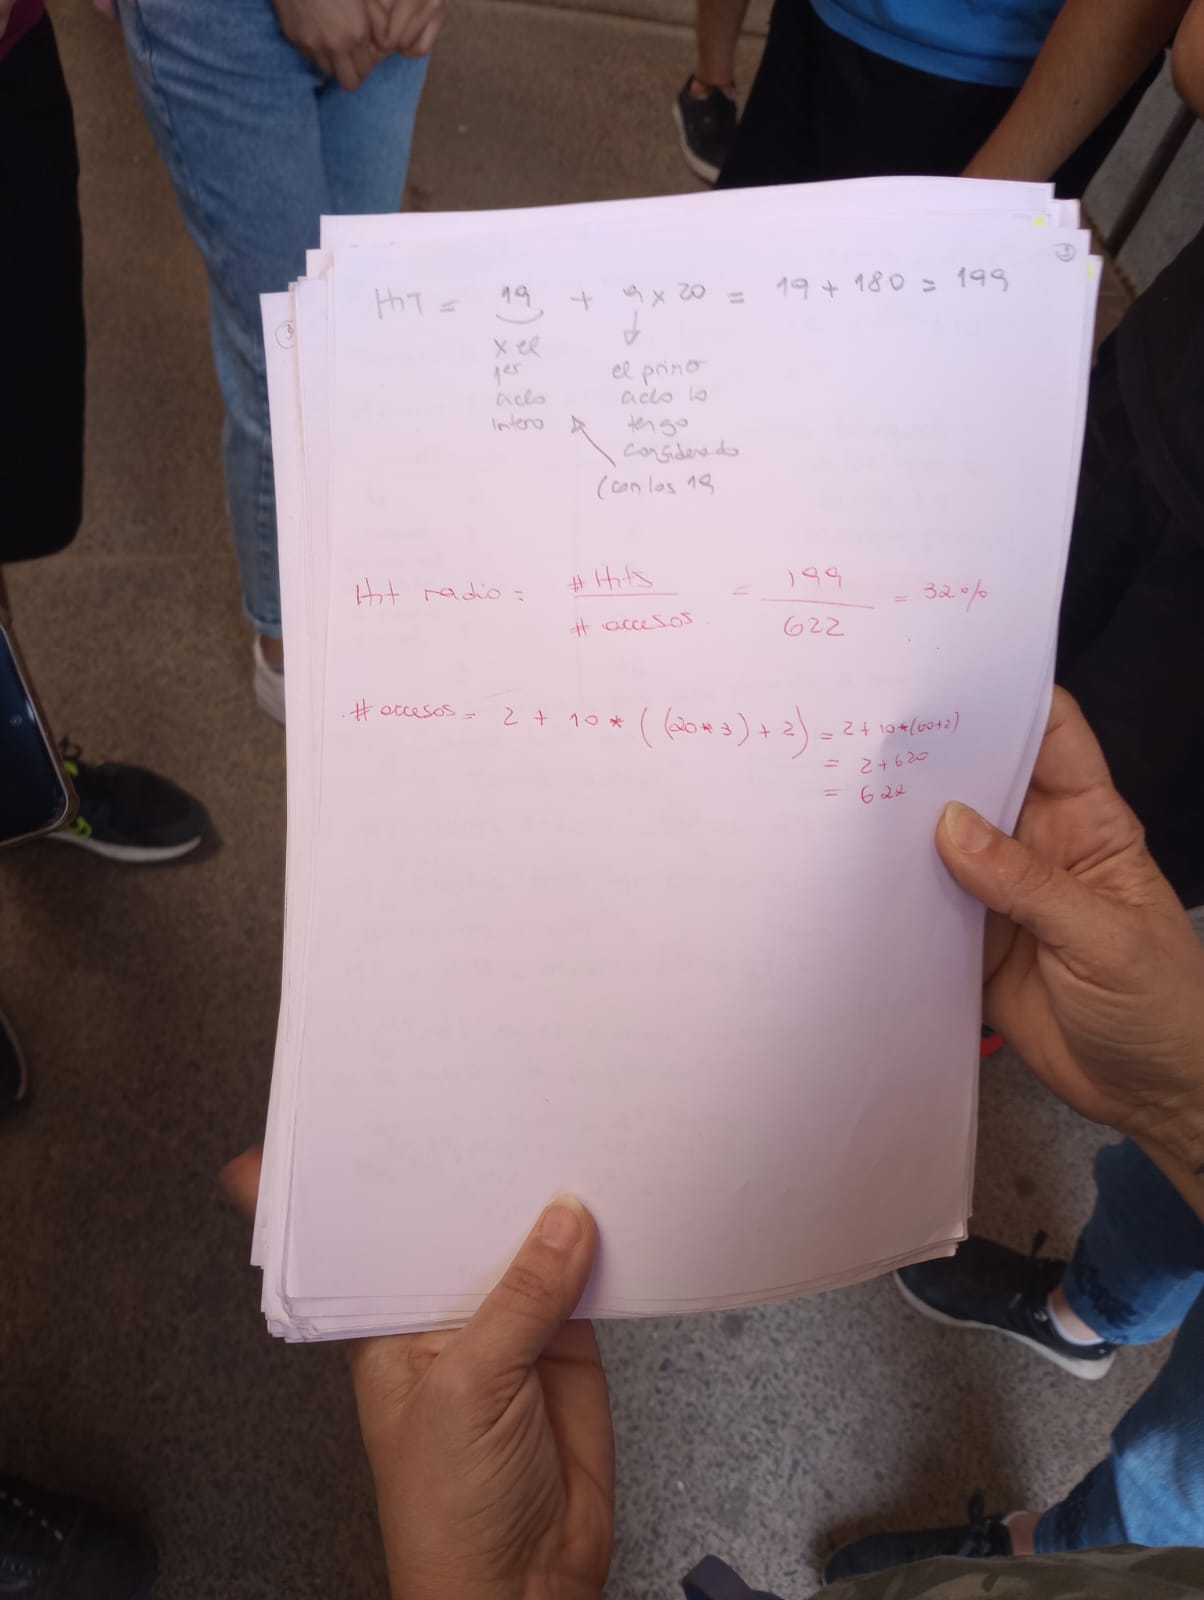 HIT = 19 + 9 x 20 = 19 + 180 = 199
x el
1er
ciclo
intero
el primer
ciclo lo
tengo
considerado
(con los 19
Hit radio = # Hits / # accesos = 199 / 622 = 32%
# accesos = 2 + 10 * ((20*3) + 2) = 2 + 10*(60+2)
= 2 + 620
= 622